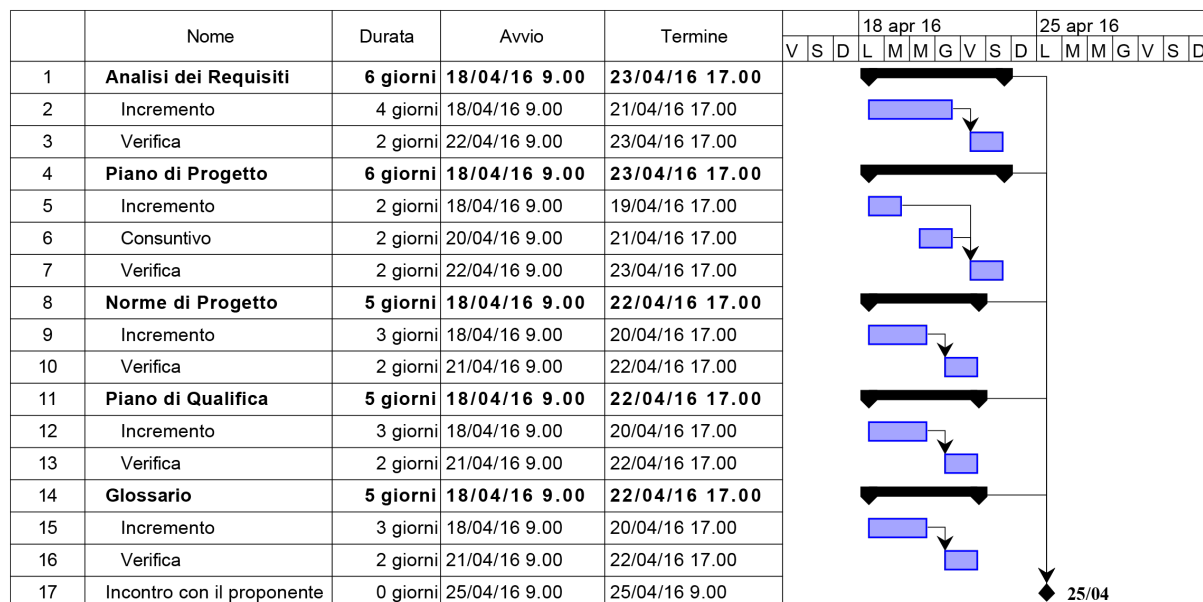 18 apr 16 25 apr 16
Nome Durata Avvio Termine
V S D L M M G V S D L M M G V S D
1 Analisi dei Requisiti 6 giorni 18/04/16 9.00 23/04/16 17.00
2 Incremento 4 giorni 18/04/16 9.00 21/04/16 17.00
3 Verifica 2 giorni 22/04/16 9.00 23/04/16 17.00
4 Piano di Progetto 6 giorni 18/04/16 9.00 23/04/16 17.00
5 Incremento 2 giorni 18/04/16 9.00 19/04/16 17.00
6 Consuntivo 2 giorni 20/04/16 9.00 21/04/16 17.00
7 Verifica 2 giorni 22/04/16 9.00 23/04/16 17.00
8 Norme di Progetto 5 giorni 18/04/16 9.00 22/04/16 17.00
9 Incremento 3 giorni 18/04/16 9.00 20/04/16 17.00
10 Verifica 2 giorni 21/04/16 9.00 22/04/16 17.00
11 Piano di Qualifica 5 giorni 18/04/16 9.00 22/04/16 17.00
12 Incremento 3 giorni 18/04/16 9.00 20/04/16 17.00
13 Verifica 2 giorni 21/04/16 9.00 22/04/16 17.00
14 Glossario 5 giorni 18/04/16 9.00 22/04/16 17.00
15 Incremento 3 giorni 18/04/16 9.00 20/04/16 17.00
16 Verifica 2 giorni 21/04/16 9.00 22/04/16 17.00
17 Incontro con il proponente 0 giorni 25/04/16 9.00 25/04/16 9.00 25/04